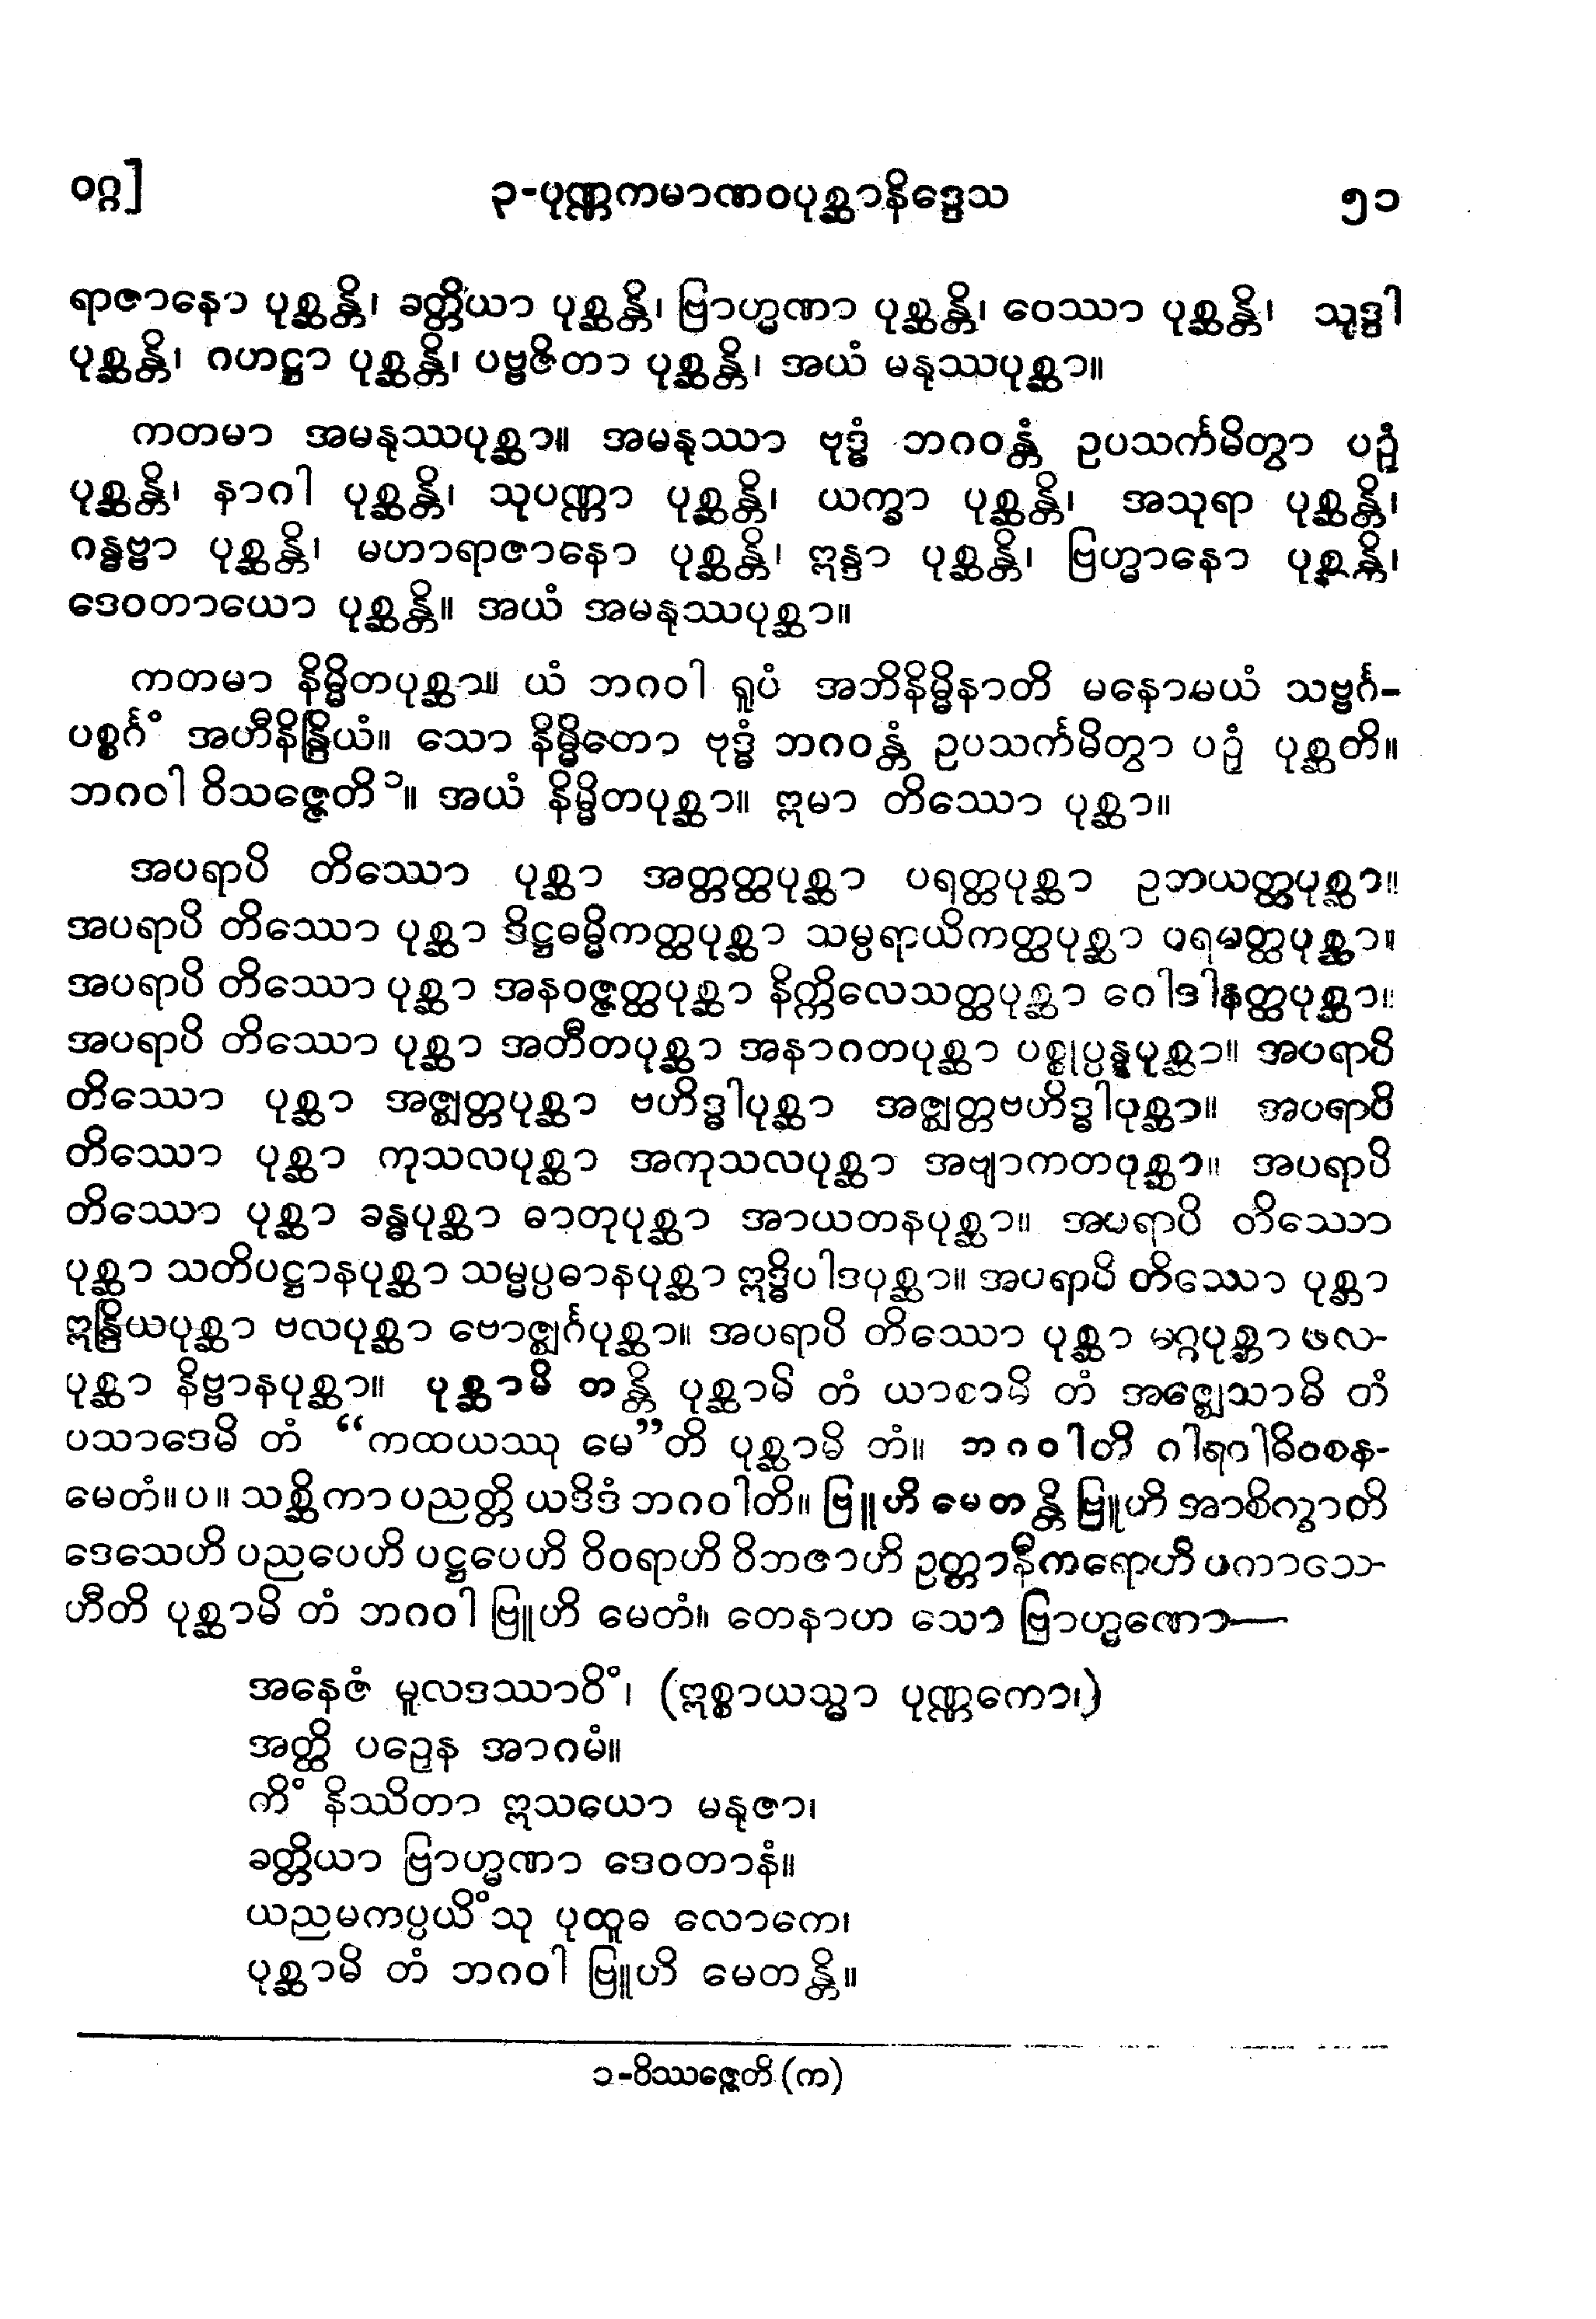 ဝဂ္ဂ] ၃-ပုဏ္ဏကမာဏဝပုစ္ဆာနိဒ္ဒေသ ၅၁
ရာဇာနော ပုစ္ဆန္တိ၊ ခတ္တိယာ ပုစ္ဆန္တိ၊ ဗြာဟ္မဏာ ပုစ္ဆန္တိ၊ ဝေဿာ ပုစ္ဆန္တိ၊ သုဒ္ဒါ
ပုစ္ဆန္တိ၊ ဂဟဋ္ဌာ ပုစ္ဆန္တိ၊ ပဗ္ဗဇိတာ ပုစ္ဆန္တိ၊ အယံ မနုဿပုစ္ဆာ။
ကတမာ အမနုဿပုစ္ဆာ။ အမနုဿာ ဗုဒ္ဓံ ဘဂဝန္တံ ဥပသင်္ကမိတွာ ပဉှံ
ပုစ္ဆန္တိ၊ နာဂါ ပုစ္ဆန္တိ၊ သုပဏ္ဏာ ပုစ္ဆန္တိ၊ ယက္ခာ ပုစ္ဆန္တိ၊ အသုရာ ပုစ္ဆန္တိ၊
ဂန္ဓဗ္ဗာ ပုစ္ဆန္တိ၊ မဟာရာဇာနော ပုစ္ဆန္တိ၊ ဣန္ဒာ ပုစ္ဆန္တိ၊ ဗြဟ္မာနော ပုစ္ဆန္တိ၊
ဒေဝတာယော ပုစ္ဆန္တိ။ အယံ အမနုဿပုစ္ဆာ။
ကတမာ နိမ္မိတပုစ္ဆာ။ ယံ ဘဂဝါ ရူပံ အဘိနိမ္မိနာတိ မနောမယံ သဗ္ဗင်္ဂ-
ပစ္စင်္ဂံ အဟီနိန္ဒြိယံ။ သော နိမ္မိတော ဗုဒ္ဓံ ဘဂဝန္တံ ဥပသင်္ကမိတွာ ပဉှံ ပုစ္ဆတိ။
ဘဂဝါ ဝိသဇ္ဇေတိ၁။ အယံ နိမ္မိတပုစ္ဆာ။ ဣမာ တိဿော ပုစ္ဆာ။
အပရာပိ တိဿော ပုစ္ဆာ အတ္တတ္ထပုစ္ဆာ ပရတ္ထပုစ္ဆာ ဥဘယတ္ထပုစ္ဆာ။
အပရာပိ တိဿော ပုစ္ဆာ ဒိဋ္ဌဓမ္မိကတ္ထပုစ္ဆာ သမ္ပရာယိကတ္ထပုစ္ဆာ ပရမတ္ထပုစ္ဆာ။
အပရာပိ တိဿော ပုစ္ဆာ အနဝဇ္ဇတ္ထပုစ္ဆာ နိက္ကိလေသတ္ထပုစ္ဆာ ဝေါဒါနတ္ထပုစ္ဆာ။
အပရာပိ တိဿော ပုစ္ဆာ အတီတပုစ္ဆာ အနာဂတပုစ္ဆာ ပစ္စုပ္ပန္နပုစ္ဆာ။ အပရာပိ
တိဿော ပုစ္ဆာ အဇ္ဈတ္တပုစ္ဆာ ဗဟိဒ္ဓါပုစ္ဆာ အဇ္ဈတ္တဗဟိဒ္ဓါပုစ္ဆာ။ အပရာပိ
တိဿော ပုစ္ဆာ ကုသလပုစ္ဆာ အကုသလပုစ္ဆာ အဗျာကတပုစ္ဆာ။ အပရာပိ
တိဿော ပုစ္ဆာ ခန္ဓပုစ္ဆာ ဓာတုပုစ္ဆာ အာယတနပုစ္ဆာ။ အပရာပိ တိဿော
ပုစ္ဆာ သတိပဋ္ဌာနပုစ္ဆာ သမ္မပ္ပဓာနပုစ္ဆာ ဣဒ္ဓိပါဒပုစ္ဆာ။ အပရာပိ တိဿော ပုစ္ဆာ
ဣန္ဒြိယပုစ္ဆာ ဗလပုစ္ဆာ ဗောဇ္ဈင်္ဂပုစ္ဆာ။ အပရာပိ တိဿော ပုစ္ဆာ မဂ္ဂပုစ္ဆာ ဖလ-
ပုစ္ဆာ နိဗ္ဗာနပုစ္ဆာ။ ပုစ္ဆာမိ တန္တိ ပုစ္ဆာမိ တံ ယာစာမိ တံ အဇ္ဈေသာမိ တံ
ပသာဒေမိ တံ “ကထယဿု မေ”တိ ပုစ္ဆာမိ တံ။ ဘဂဝါတိ ဂါရဝါဓိဝစန-
မေတံ။ပ။ သစ္ဆိကာ ပညတ္တိ ယဒိဒံ ဘဂဝါတိ။ ဗြူဟိ မေတန္တိ ဗြူဟိ အာစိက္ခာတိ
ဒေသေဟိ ပညပေဟိ ပဋ္ဌပေဟိ ဝိဝရာဟိ ဝိဘဇာဟိ ဥတ္တာနီကရောဟိ ပကာသေ-
ဟီတိ ပုစ္ဆာမိ တံ ဘဂဝါ ဗြူဟိ မေတံ။ တေနာဟ သော ဗြာဟ္မဏော—
အနေဇံ မူလဒဿာဝိံ၊ (ဣစ္စာယသ္မာ ပုဏ္ဏကော၊)
အတ္ထိ ပဉှေန အာဂမံ။
ကိံ နိဿိတာ ဣသယော မနုဇာ၊
ခတ္တိယာ ဗြာဟ္မဏာ ဒေဝတာနံ။
ယညမကပ္ပယိံသု ပုထူဓ လောကေ၊
ပုစ္ဆာမိ တံ ဘဂဝါ ဗြူဟိ မေတန္တိ။
၁-ဝိဿဇ္ဇေတိ (က)